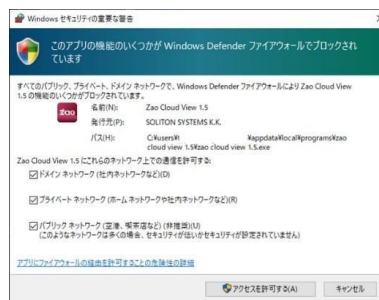 Windows セキュリティの重要な警告
このアプリの機能のいくつかが Windows Defender ファイアウォールでブロックされ
ています
すべてのパブリック、プライベート、ドメイン ネットワークで、Windows Defender ファイアウォールにより Zao Cloud View
1.5 の機能のいくつかがブロックされています。
zao
名前(N): Zao Cloud View 1.5
発行元(P): SOLITON SYSTEMS K.K.
パス(H): C:¥users¥t ¥appdata¥local¥programs¥zao
cloud view 1.5¥zao cloud view 1.5.exe
Zao Cloud View 1.5 にこれらのネットワーク上での通信を許可する:
ドメイン ネットワーク (社内ネットワークなど)(D)
プライベート ネットワーク (ホーム ネットワークや社内ネットワークなど)(R)
パブリック ネットワーク (空港、喫茶店など) (非推奨)(U)
(このようなネットワークは多くの場合、セキュリティが低いかセキュリティが設定されていません)
アプリにファイアウォールの経由を許可することの危険性の詳細
アクセスを許可する(A)
キャンセル